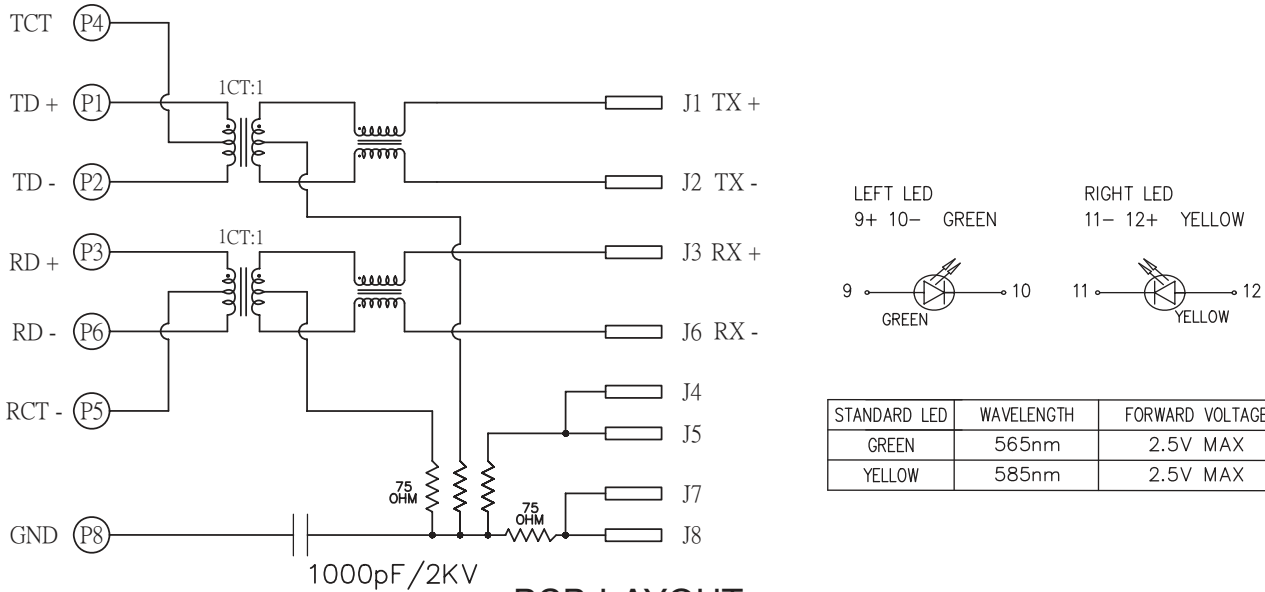 TCT P4
1CT:1
TD + P1
J1 TX +
TD - P2
J2 TX -
1CT:1
RD + P3
J3 RX +
RD - P6
J6 RX -
RCT - P5
J4
J5
75
OHM
75
OHM
J7
GND P8
J8
1000pF/2KV
LEFT LED
9+ 10− GREEN
9
10
GREEN
RIGHT LED
11− 12+ YELLOW
11
12
YELLOW
STANDARD LED WAVELENGTH FORWARD VOLTAGE
GREEN 565nm 2.5V MAX
YELLOW 585nm 2.5V MAX